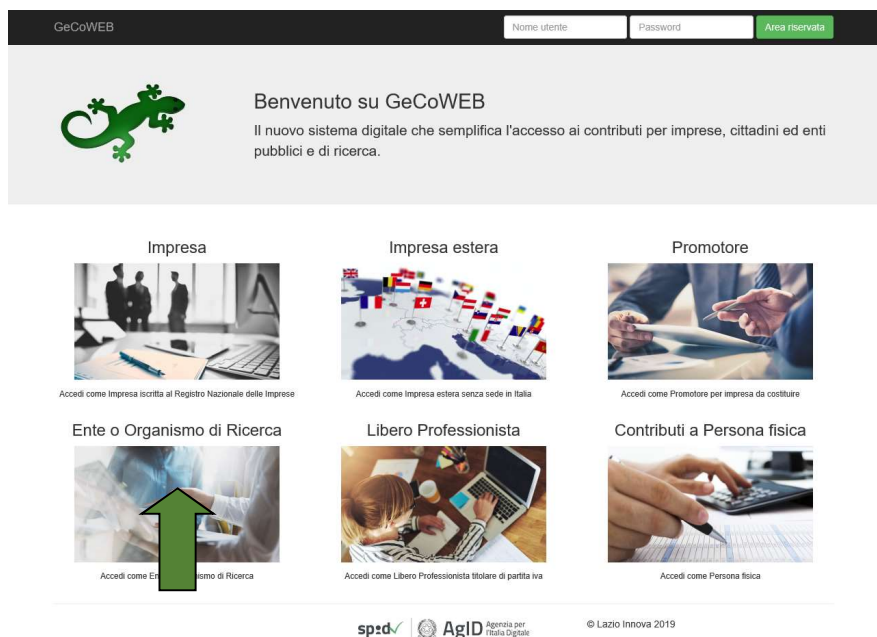 GeCoWEB
Nome utente
Password
Area riservata
Benvenuto su GeCoWEB
Il nuovo sistema digitale che semplifica l'accesso ai contributi per imprese, cittadini ed enti
pubblici e di ricerca.
Impresa
Impresa estera
Promotore
Accedi come Impresa iscritta al Registro Nazionale delle Imprese
Accedi come Impresa estera senza sede in Italia
Accedi come Promotore per impresa da costituire
Ente o Organismo di Ricerca
Libero Professionista
Contributi a Persona fisica
Accedi come En ismo di Ricerca
Accedi come Libero Professionista titolare di partita iva
Accedi come Persona fisica
spid
AgID Agenzia per
l'Italia Digitale
© Lazio Innova 2019